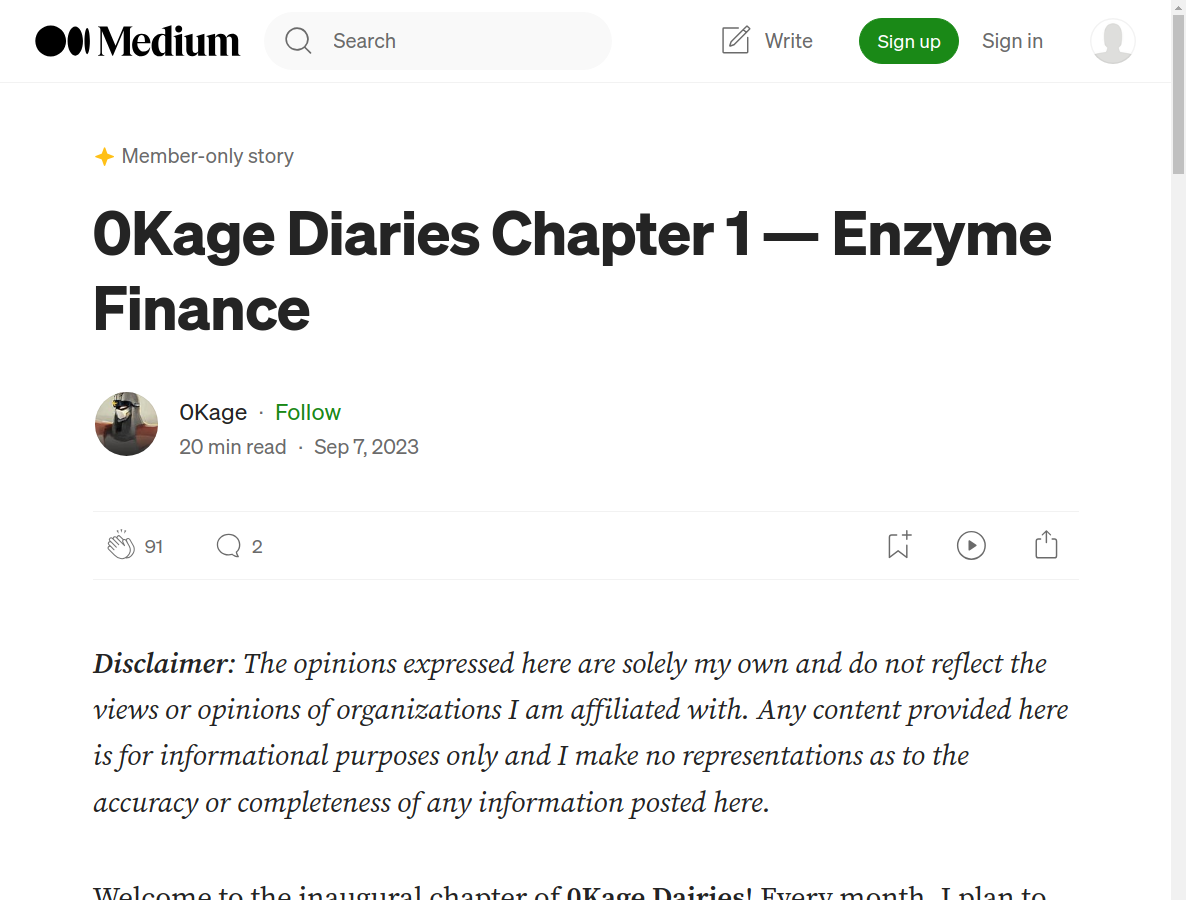 Medium
Search
Write
Sign up
Sign in
Member-only story
0Kage Diaries Chapter 1 — Enzyme
Finance
0Kage · Follow
20 min read · Sep 7, 2023
91
2
Disclaimer: The opinions expressed here are solely my own and do not reflect the
views or opinions of organizations I am affiliated with. Any content provided here
is for informational purposes only and I make no representations as to the
accuracy or completeness of any information posted here.
Welcome to the inaugural chapter of 0Kage Dairies! Every month, I plan to